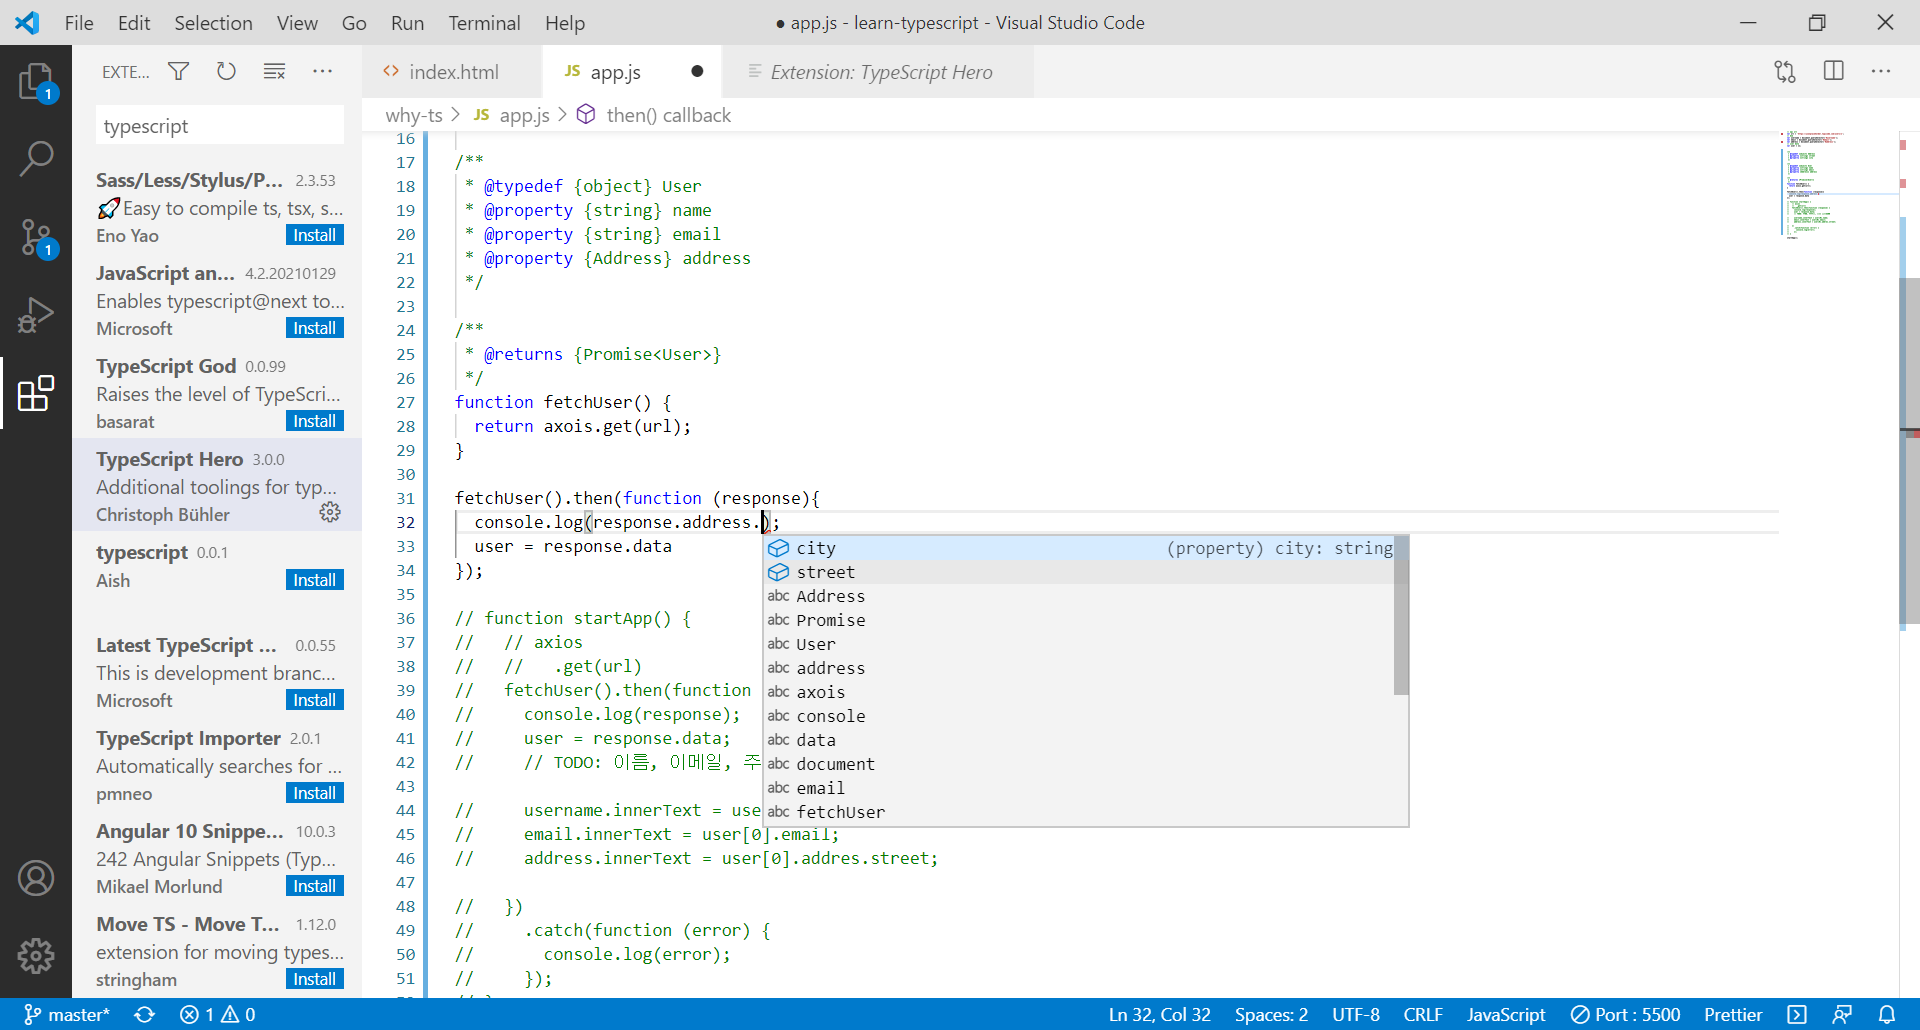 File Edit Selection View Go Run Terminal Help
● app.js - learn-typescript - Visual Studio Code
EXTE...
index.html
JS app.js
Extension: TypeScript Hero
why-ts > JS app.js > then() callback
1
1
typescript
Sass/Less/Stylus/P... 2.3.53
🚀Easy to compile ts, tsx, s...
Eno Yao Install
JavaScript an... 4.2.20210129
Enables typescript@next to...
Microsoft Install
TypeScript God 0.0.99
Raises the level of TypeScri...
basarat Install
TypeScript Hero 3.0.0
Additional toolings for typ...
Christoph Bühler
typescript 0.0.1
Aish Install
Latest TypeScript ... 0.0.55
This is development branc...
Microsoft Install
TypeScript Importer 2.0.1
Automatically searches for ...
pmneo Install
Angular 10 Snippe... 10.0.3
242 Angular Snippets (Typ...
Mikael Morlund Install
Move TS - Move T... 1.12.0
extension for moving types...
stringham Install
16
17 /**
18 * @typedef {object} User
19 * @property {string} name
20 * @property {string} email
21 * @property {Address} address
22 */
23
24 /**
25 * @returns {Promise<User>}
26 */
27 function fetchUser() {
28 return axois.get(url);
29 }
30
31 fetchUser().then(function (response){
32 console.log(response.address.);
33 user = response.data
34 });
35
36 // function startApp() {
37 // // axios
38 // // .get(url)
39 // fetchUser().then(function
40 // console.log(response);
41 // user = response.data;
42 // // TODO: 이름, 이메일, 주
43
44 // username.innerText = use
45 // email.innerText = user[0].email;
46 // address.innerText = user[0].addres.street;
47
48 // })
49 // .catch(function (error) {
50 // console.log(error);
51 // });
city (property) city: string
street
abc Address
abc Promise
abc User
abc address
abc axois
abc console
abc data
abc document
abc email
abc fetchUser
master* 1 0 Ln 32, Col 32 Spaces: 2 UTF-8 CRLF JavaScript Port : 5500 Prettier